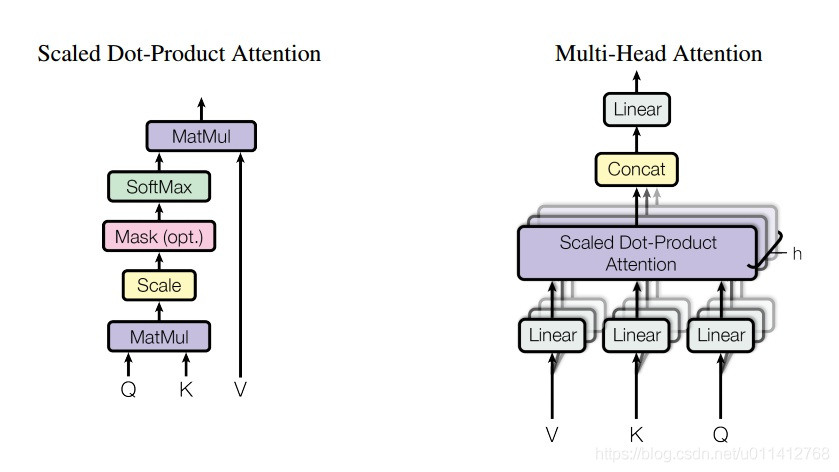 Scaled Dot-Product Attention
MatMul
SoftMax
Mask (opt.)
Scale
MatMul
Q K V
Multi-Head Attention
Linear
Concat
Scaled Dot-Product
Attention
h
Linear Linear Linear
V K Q
https://blog.csdn.net/u011412768